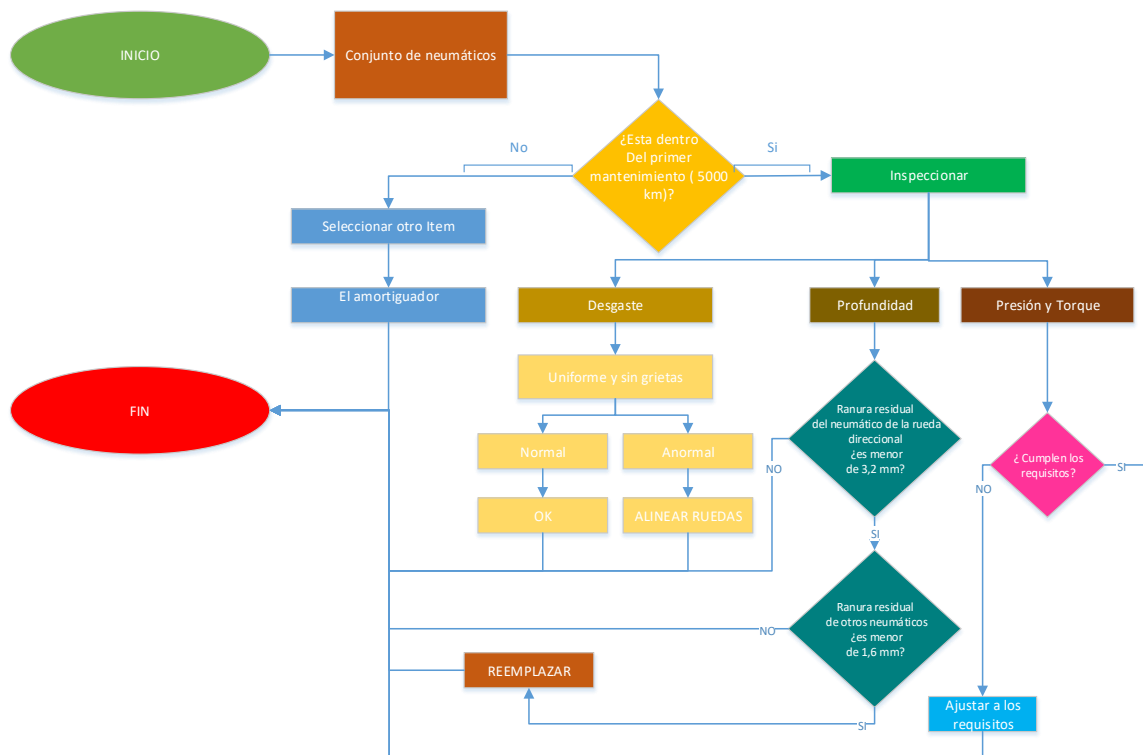 INICIO
Conjunto de neumáticos
¿Esta dentro
Del primer
mantenimiento ( 5000
km)?
No
Si
Inspeccionar
Seleccionar otro Item
El amortiguador
Desgaste
Profundidad
Presión y Torque
Uniforme y sin grietas
FIN
Ranura residual
del neumático de la rueda
direccional
¿es menor
de 3,2 mm?
Normal
Anormal
NO
¿ Cumplen los
requisitos?
SI
NO
OK
ALINEAR RUEDAS
SI
Ranura residual
de otros neumáticos
¿es menor
de 1,6 mm?
NO
REEMPLAZAR
SI
Ajustar a los
requisitos